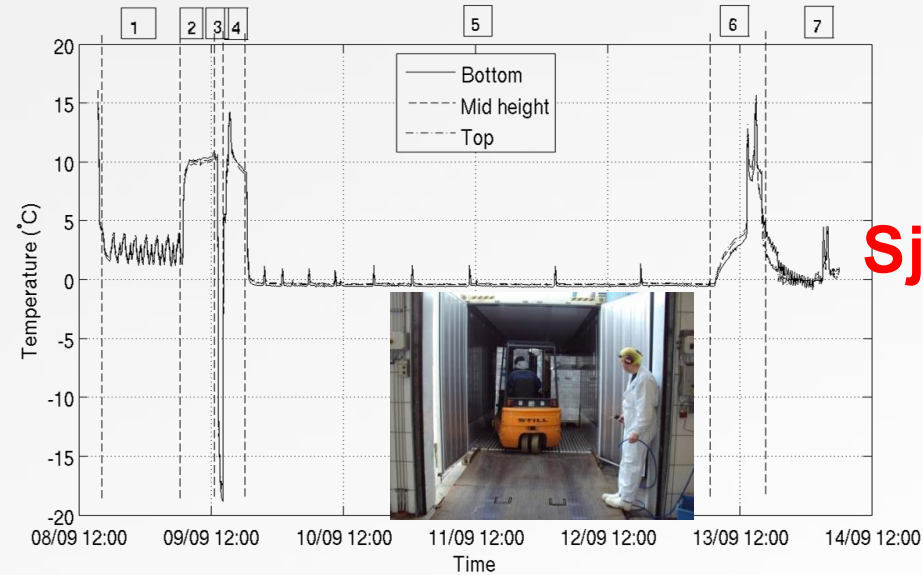 1 2 3 4 5 6 7
20
15
10
5
0
-5
-10
-15
-20
Temperature (°C)
Bottom
Mid height
Top
Sj
STILL
08/09 12:00 09/09 12:00 10/09 12:00 11/09 12:00 12/09 12:00 13/09 12:00 14/09 12:00
Time